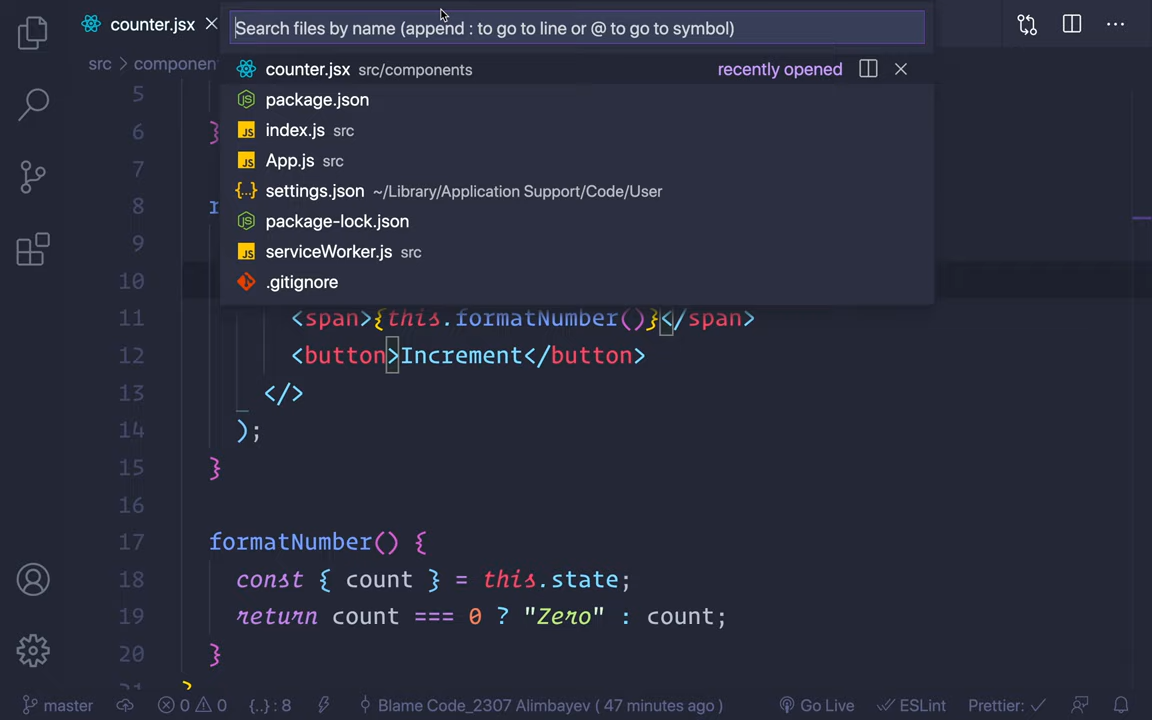 counter.jsx
Search files by name (append : to go to line or @ to go to symbol)
src > componen
counter.jsx src/components recently opened
package.json
JS index.js src
JS App.js src
{..} settings.json ~/Library/Application Support/Code/User
package-lock.json
JS serviceWorker.js src
.gitignore
5
6 }
7
8 r
9
10
11 <span>{this.formatNumber()}</span>
12 <button>Increment</button>
13 </>
14 );
15 }
16
17 formatNumber() {
18 const { count } = this.state;
19 return count === 0 ? "Zero" : count;
20 }
master 0 0 {..} : 8 Blame Code_2307 Alimbayev ( 47 minutes ago ) Go Live ESLint Prettier: ✓